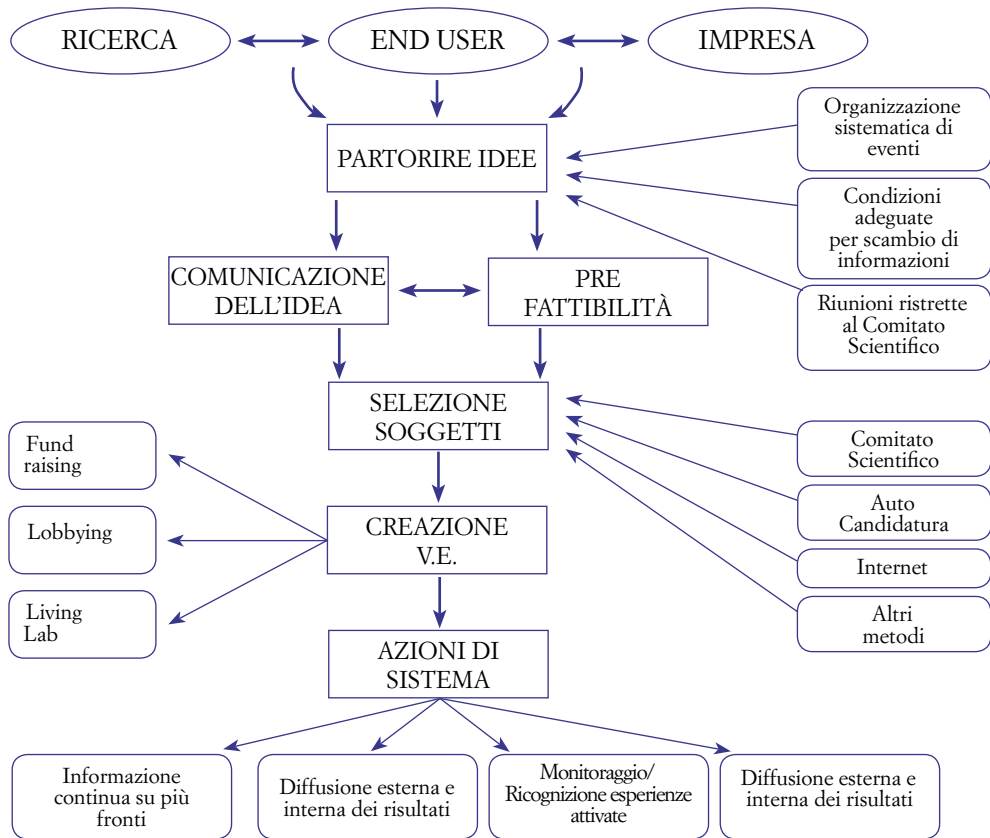 RICERCA
END USER
IMPRESA
PARTORIRE IDEE
Organizzazione
sistematica di
eventi
Condizioni
adeguate
per scambio di
informazioni
Riunioni ristrette
al Comitato
Scientifico
COMUNICAZIONE
DELL'IDEA
PRE
FATTIBILITÀ
SELEZIONE
SOGGETTI
Comitato
Scientifico
Auto
Candidatura
Internet
Altri
metodi
Fund
raising
Lobbying
Living
Lab
CREAZIONE
V.E.
AZIONI DI
SISTEMA
Informazione
continua su più
fronti
Diffusione esterna e
interna dei risultati
Monitoraggio/
Ricognizione esperienze
attivate
Diffusione esterna e
interna dei risultati